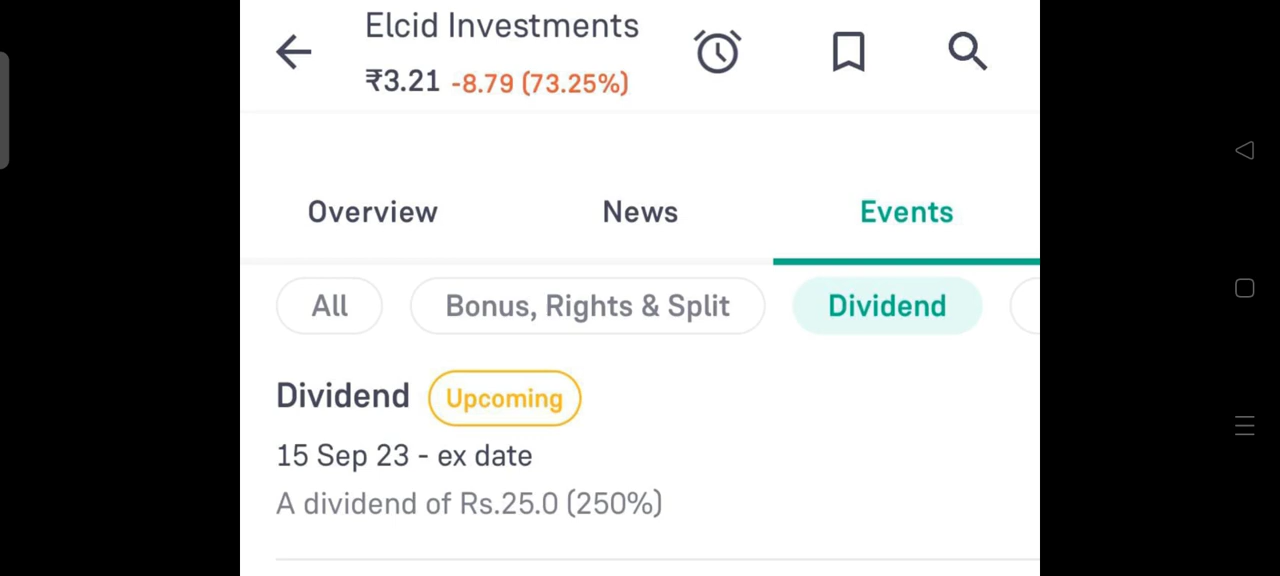 Elcid Investments
₹3.21 -8.79 (73.25%)
Overview News Events
All Bonus, Rights & Split Dividend
Dividend Upcoming
15 Sep 23 - ex date
A dividend of Rs.25.0 (250%)